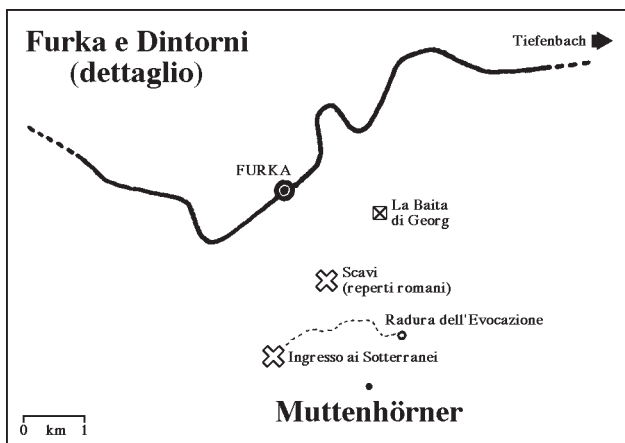 Furka e Dintorni
(dettaglio)
Tiefenbach
FURKA
La Baita
di Georg
Scavi
(reperti romani)
Radura dell'Evocazione
Ingresso ai Sotterranei
Muttenhörner
0 km 1